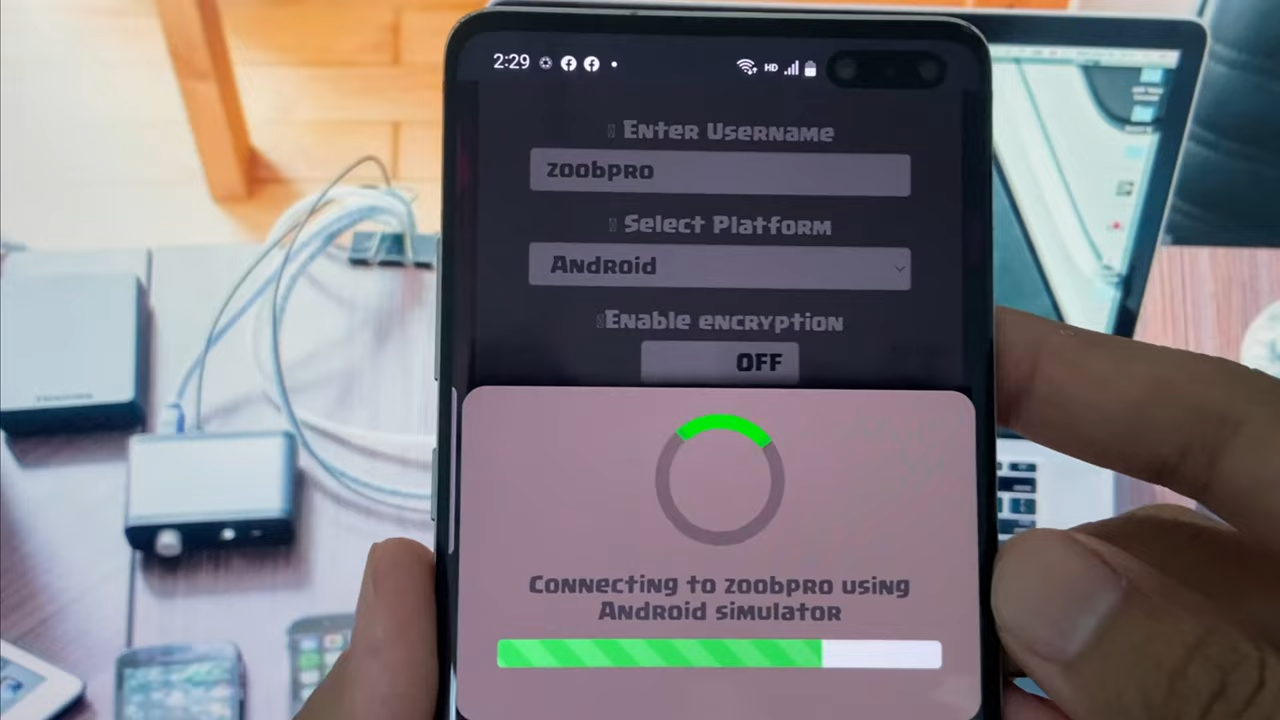 2:29
HD
Enter Username
zoobpro
Select Platform
Android
Enable encryption
OFF
Connecting to zoobpro using
Android simulator